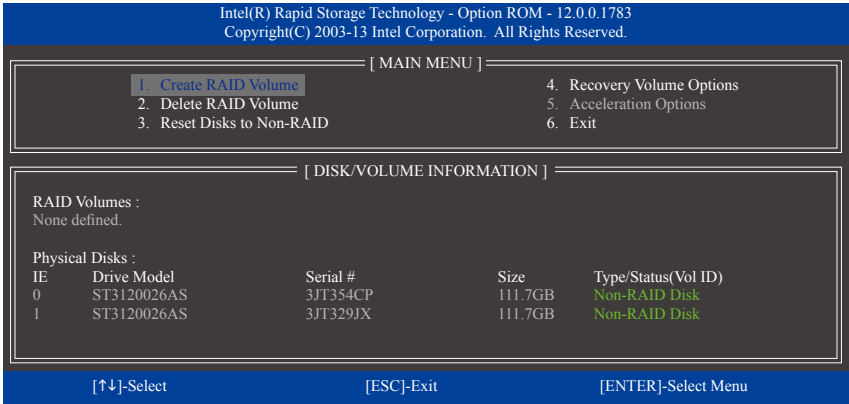 Intel(R) Rapid Storage Technology - Option ROM - 12.0.0.1783
Copyright(C) 2003-13 Intel Corporation. All Rights Reserved.
[ MAIN MENU ]
1. Create RAID Volume
2. Delete RAID Volume
3. Reset Disks to Non-RAID
4. Recovery Volume Options
5. Acceleration Options
6. Exit
[ DISK/VOLUME INFORMATION ]
RAID Volumes :
None defined.
Physical Disks :
IE Drive Model Serial # Size Type/Status(Vol ID)
0 ST3120026AS 3JT354CP 111.7GB Non-RAID Disk
1 ST3120026AS 3JT329JX 111.7GB Non-RAID Disk
[↑↓]-Select [ESC]-Exit [ENTER]-Select Menu